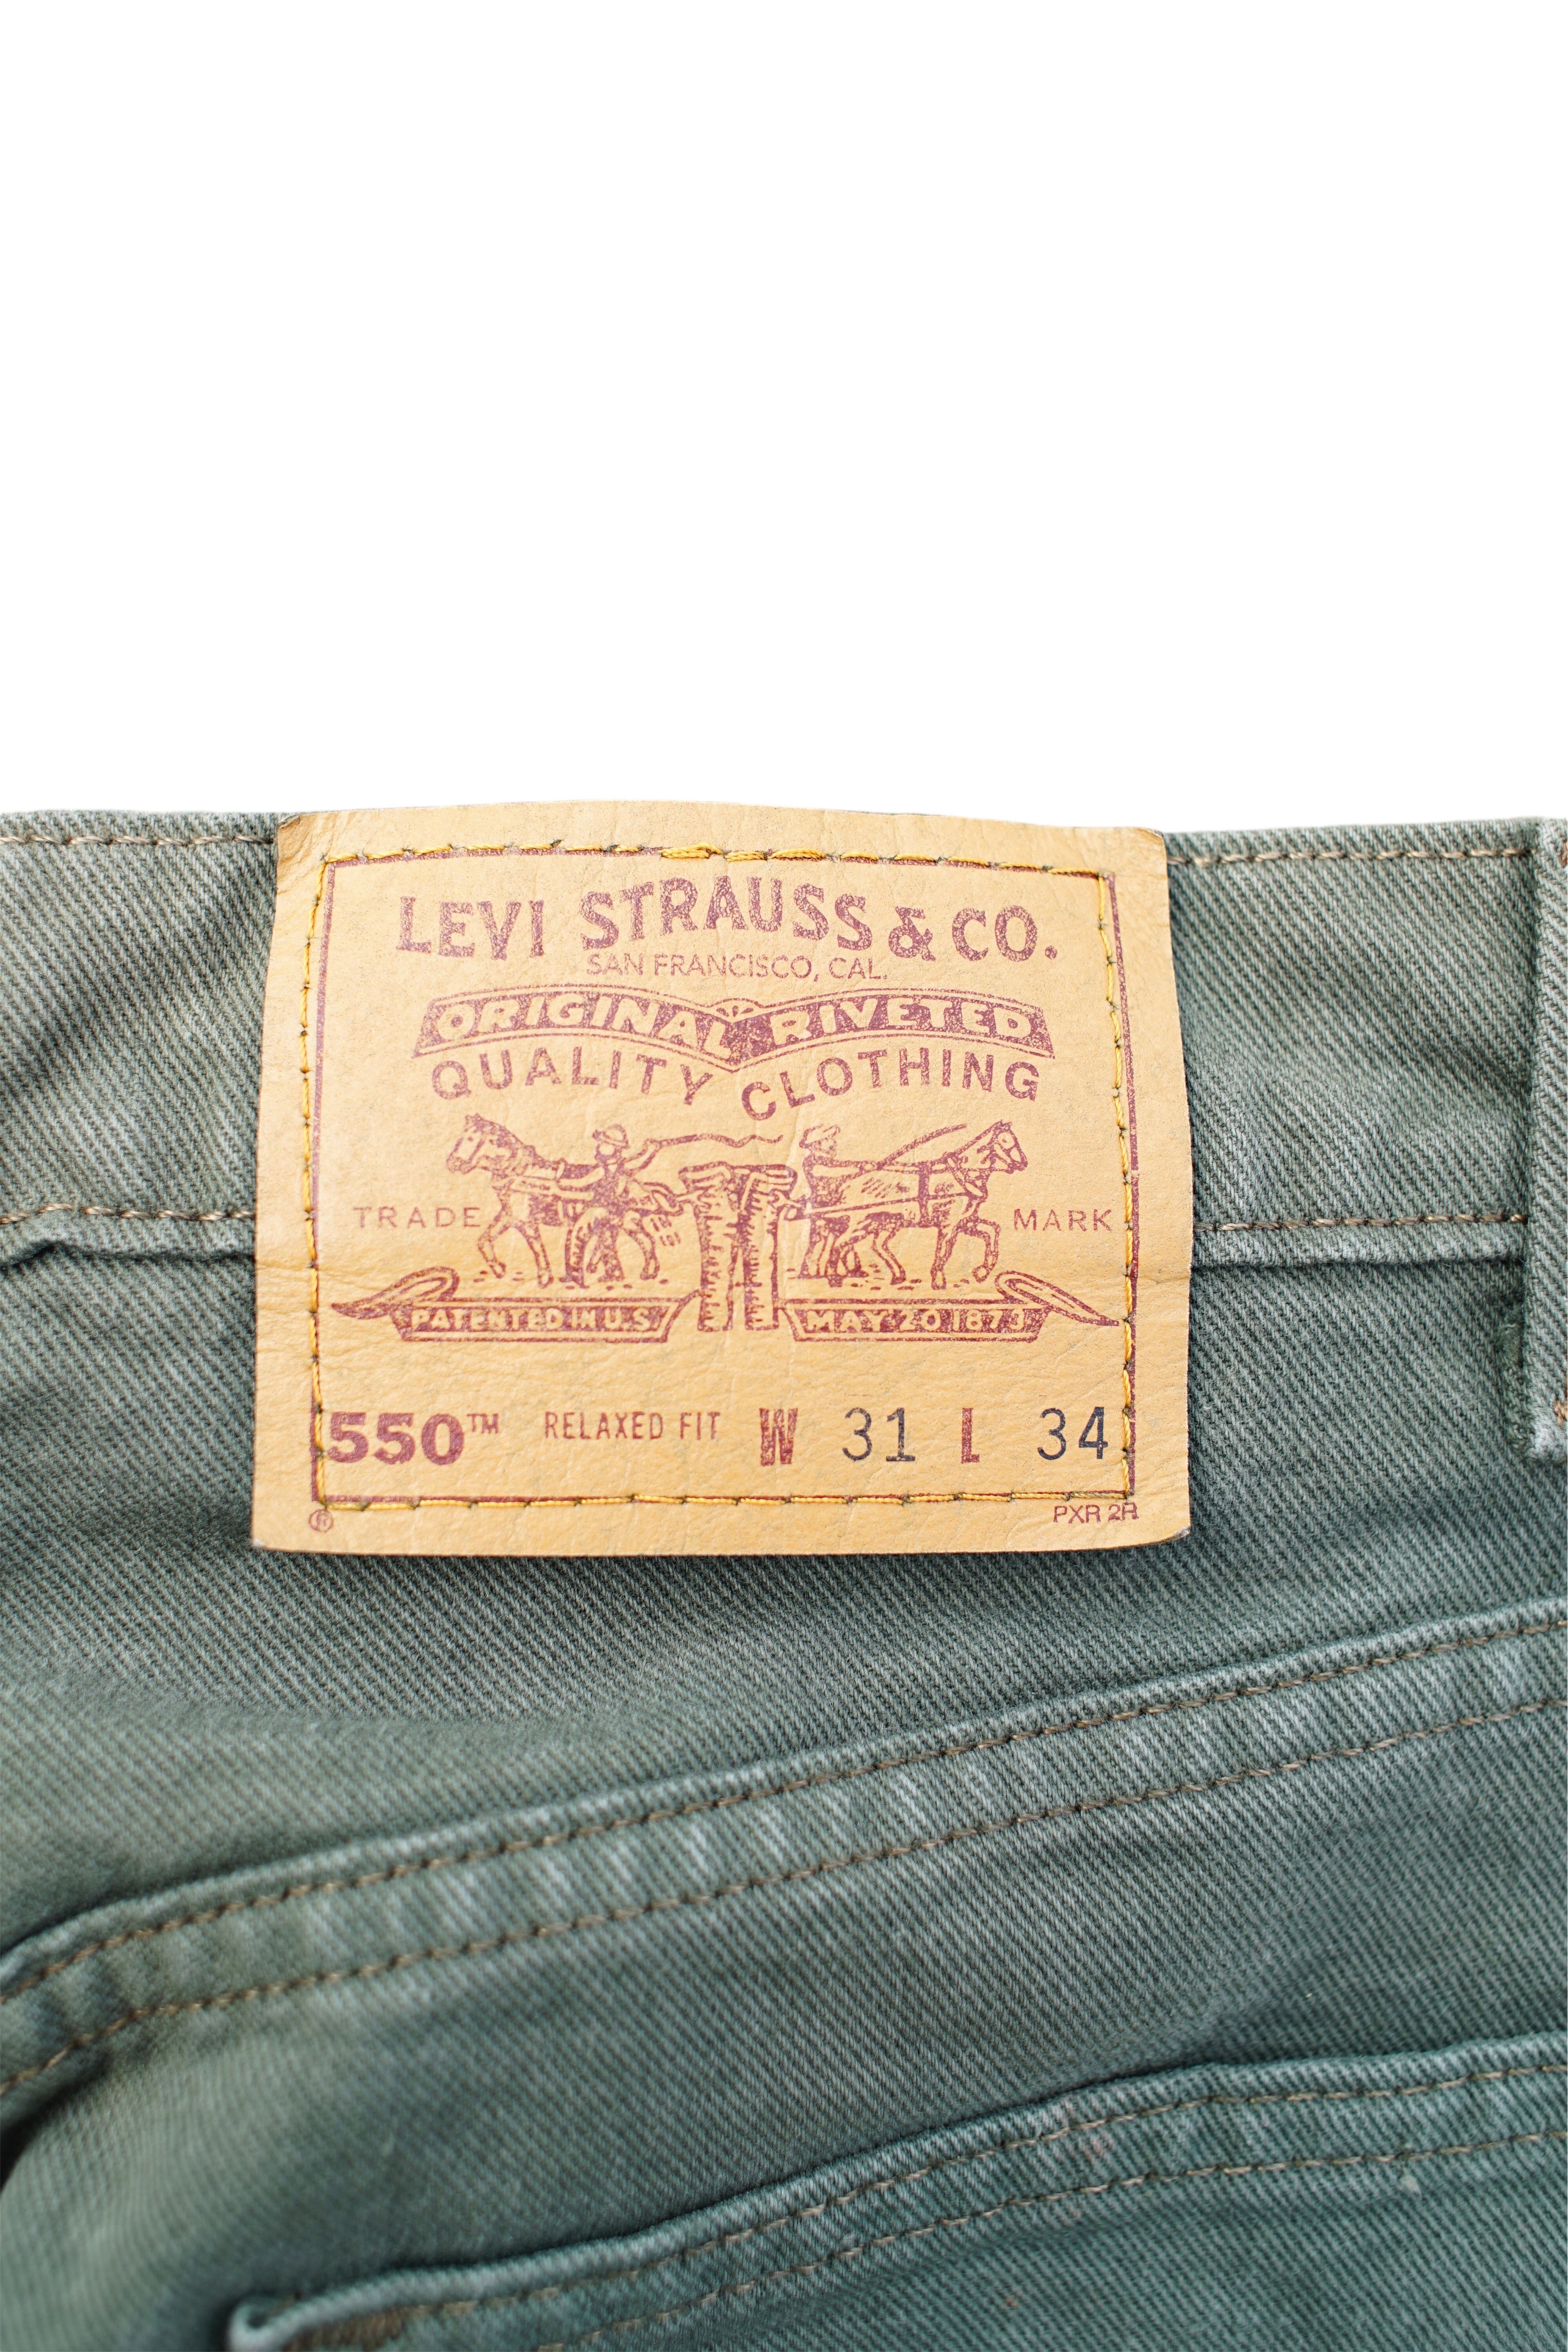 LEVI STRAUSS & CO.
SAN FRANCISCO, CAL.
ORIGINAL RIVETED
QUALITY CLOTHING
TRADE MARK
PATENTED IN U.S MAY 20 1873
550™ RELAXED FIT W 31 L 34
® PXR 2R